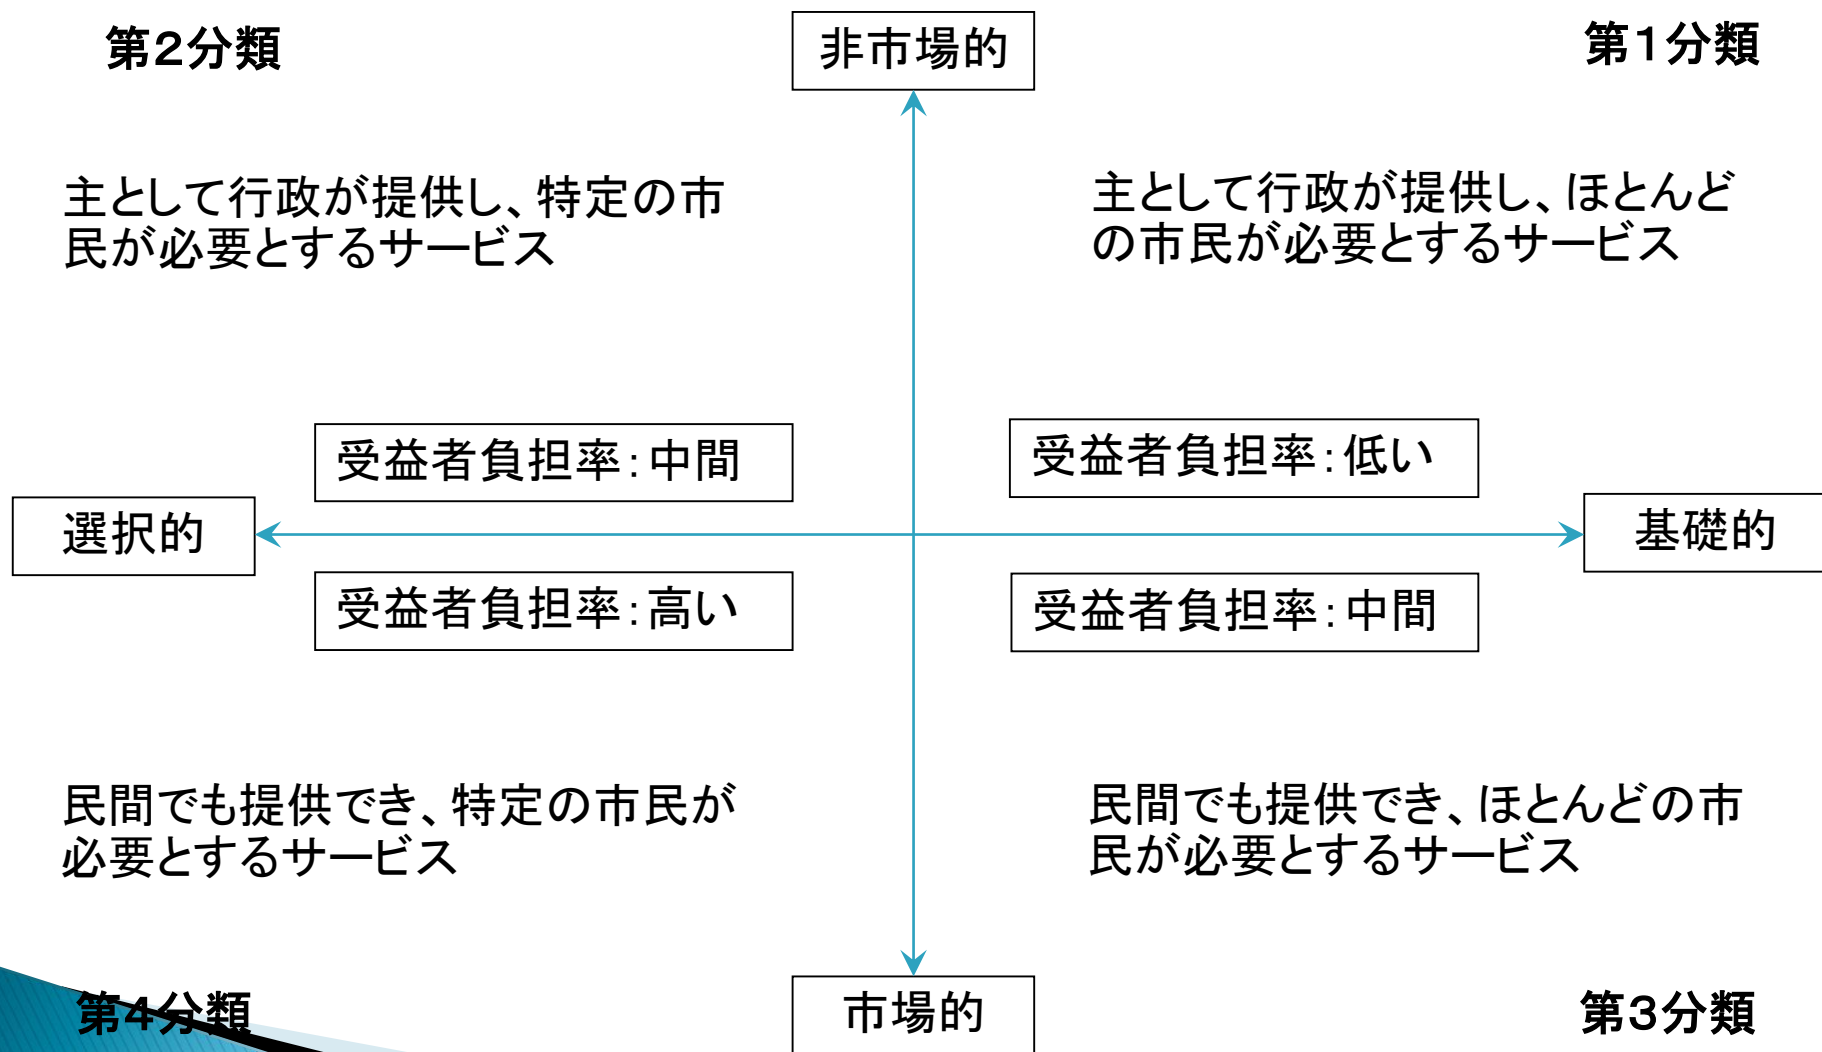 第2分類
非市場的
第1分類
主として行政が提供し、特定の市
民が必要とするサービス
主として行政が提供し、ほとんど
の市民が必要とするサービス
受益者負担率：中間
受益者負担率：低い
選択的
基礎的
受益者負担率：高い
受益者負担率：中間
民間でも提供でき、特定の市民が
必要とするサービス
民間でも提供でき、ほとんどの市
民が必要とするサービス
第4分類
市場的
第3分類